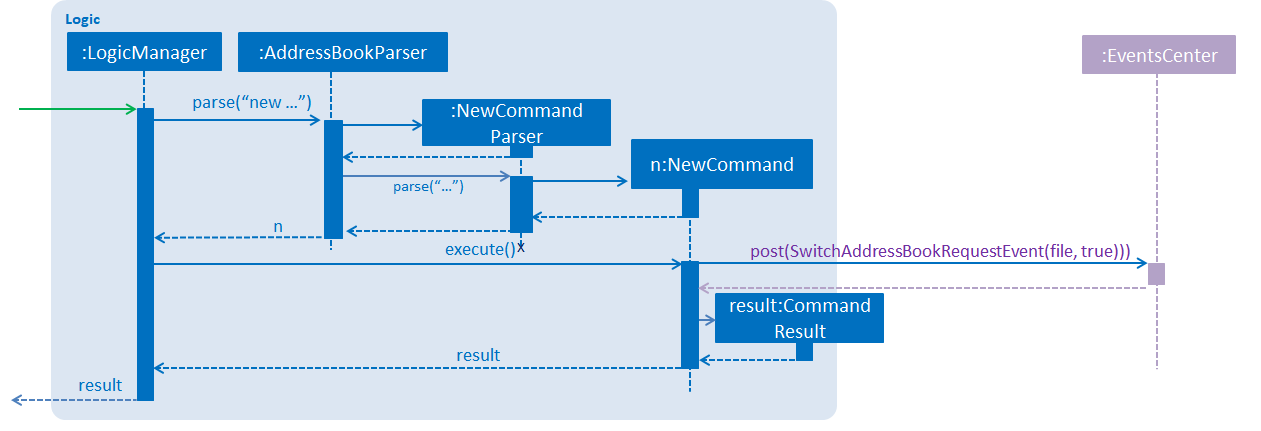 Logic
:LogicManager
:AddressBookParser
:EventsCenter
parse(“new …”)
:NewCommand
Parser
n:NewCommand
parse(“…”)
n
execute()
x
post(SwitchAddressBookRequestEvent(file, true)))
result:Command
Result
result
result